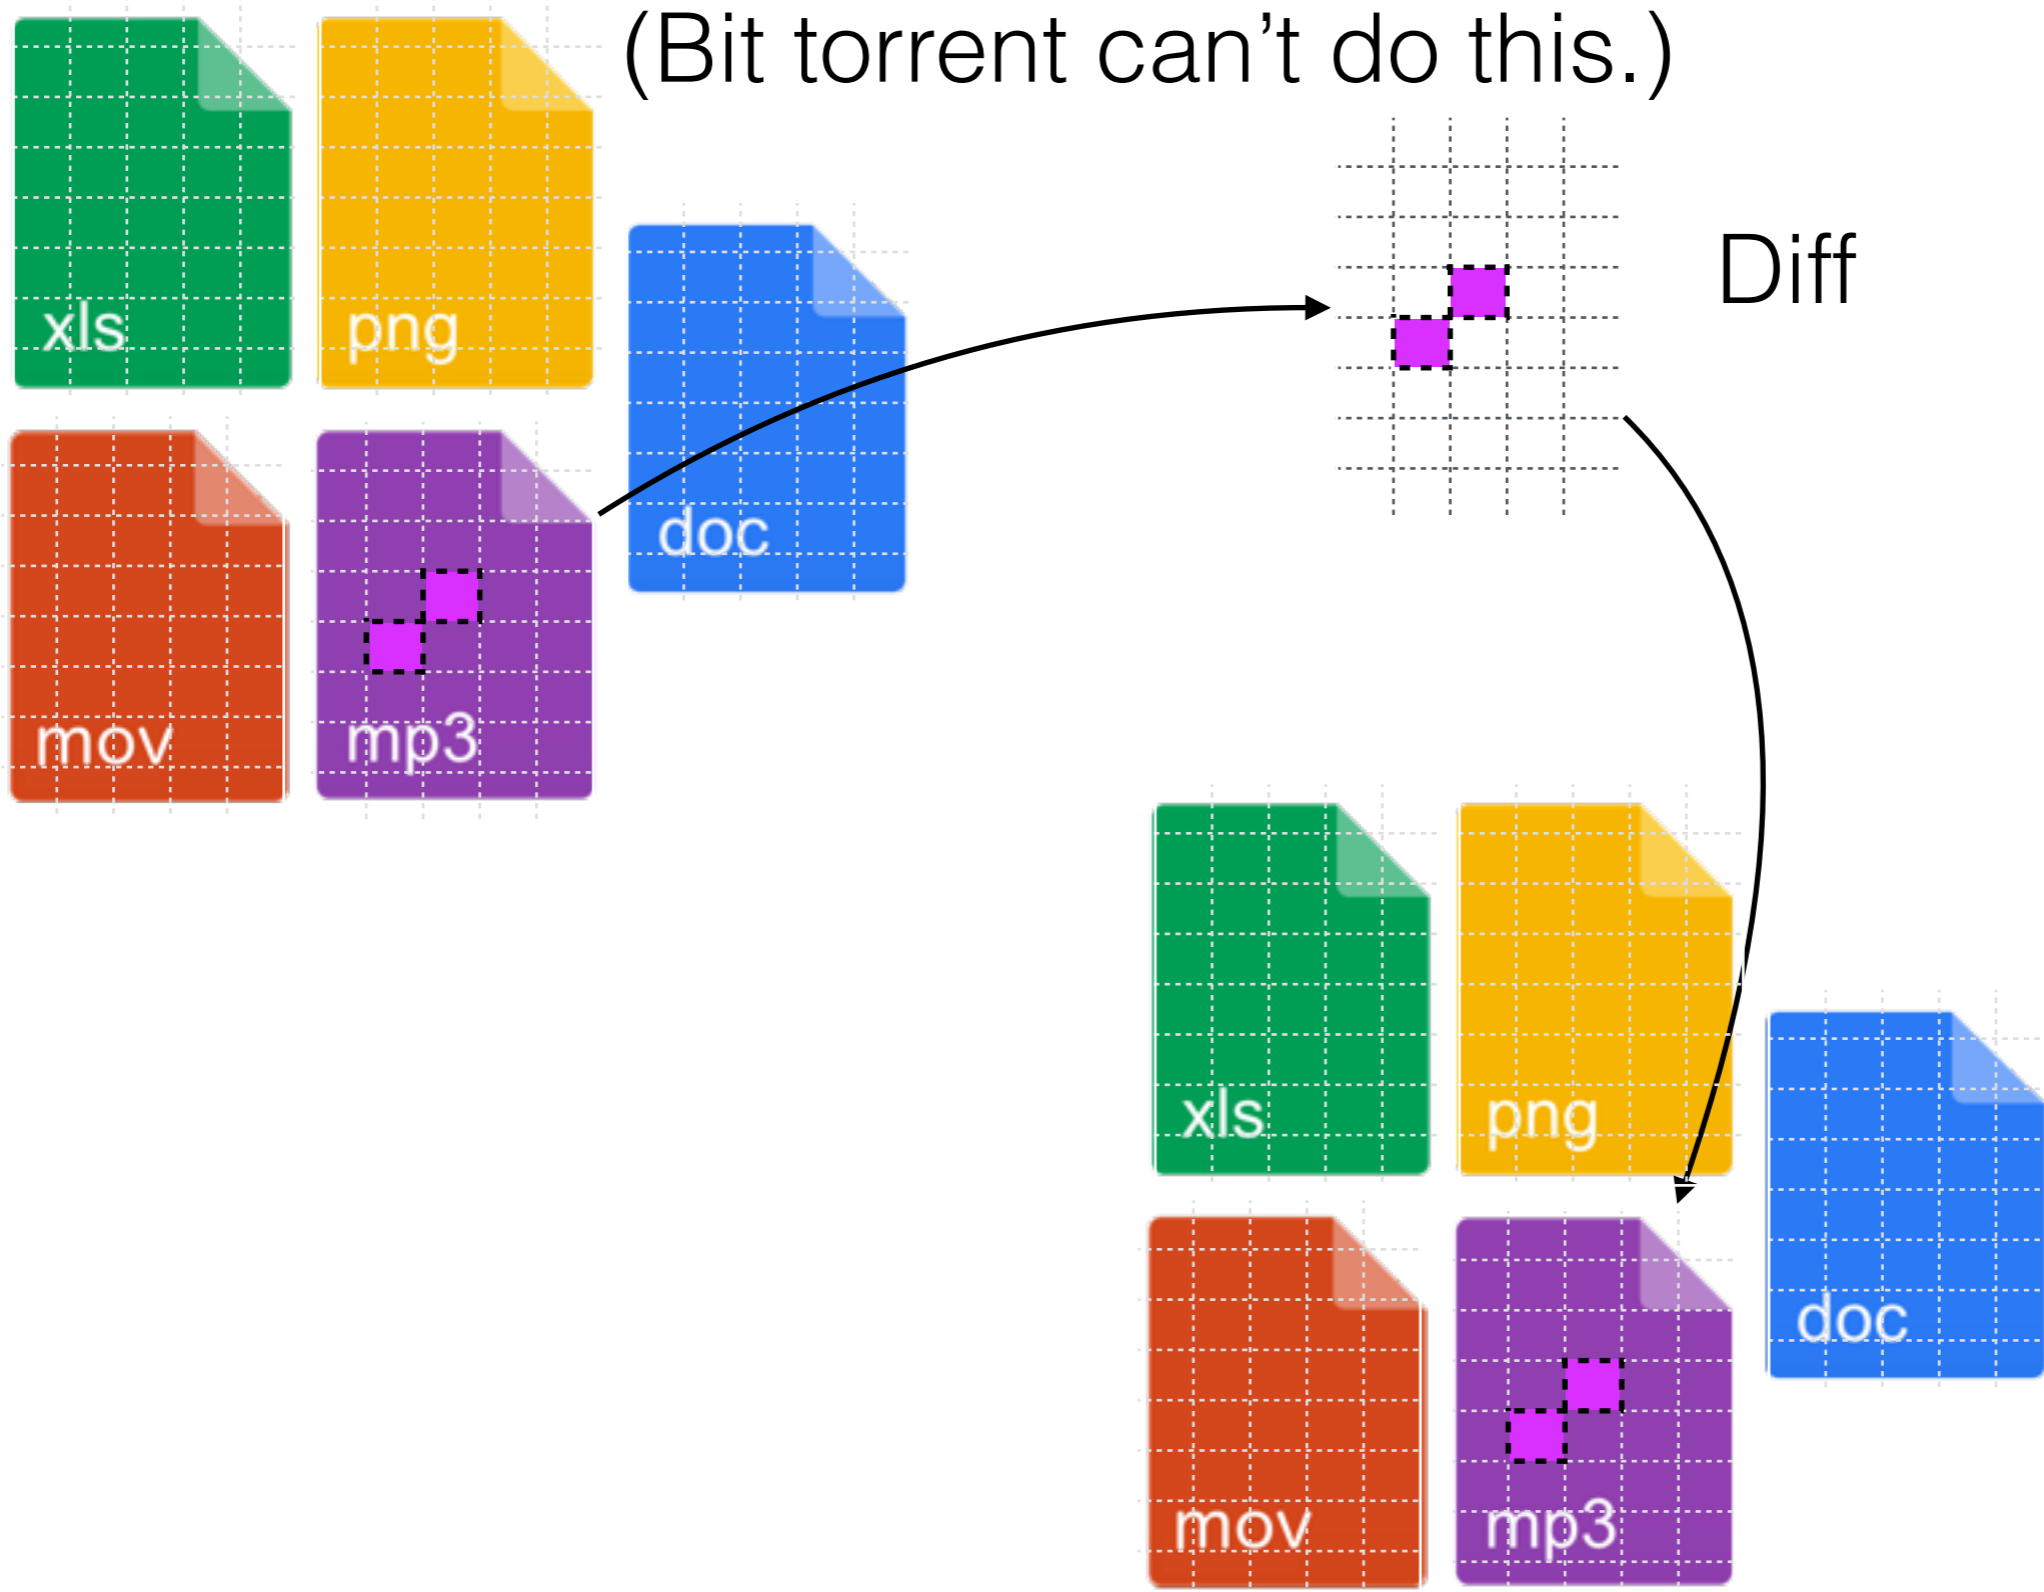 (Bit torrent can’t do this.)
Diff
xls
png
doc
mov
mp3
xls
png
doc
mov
mp3